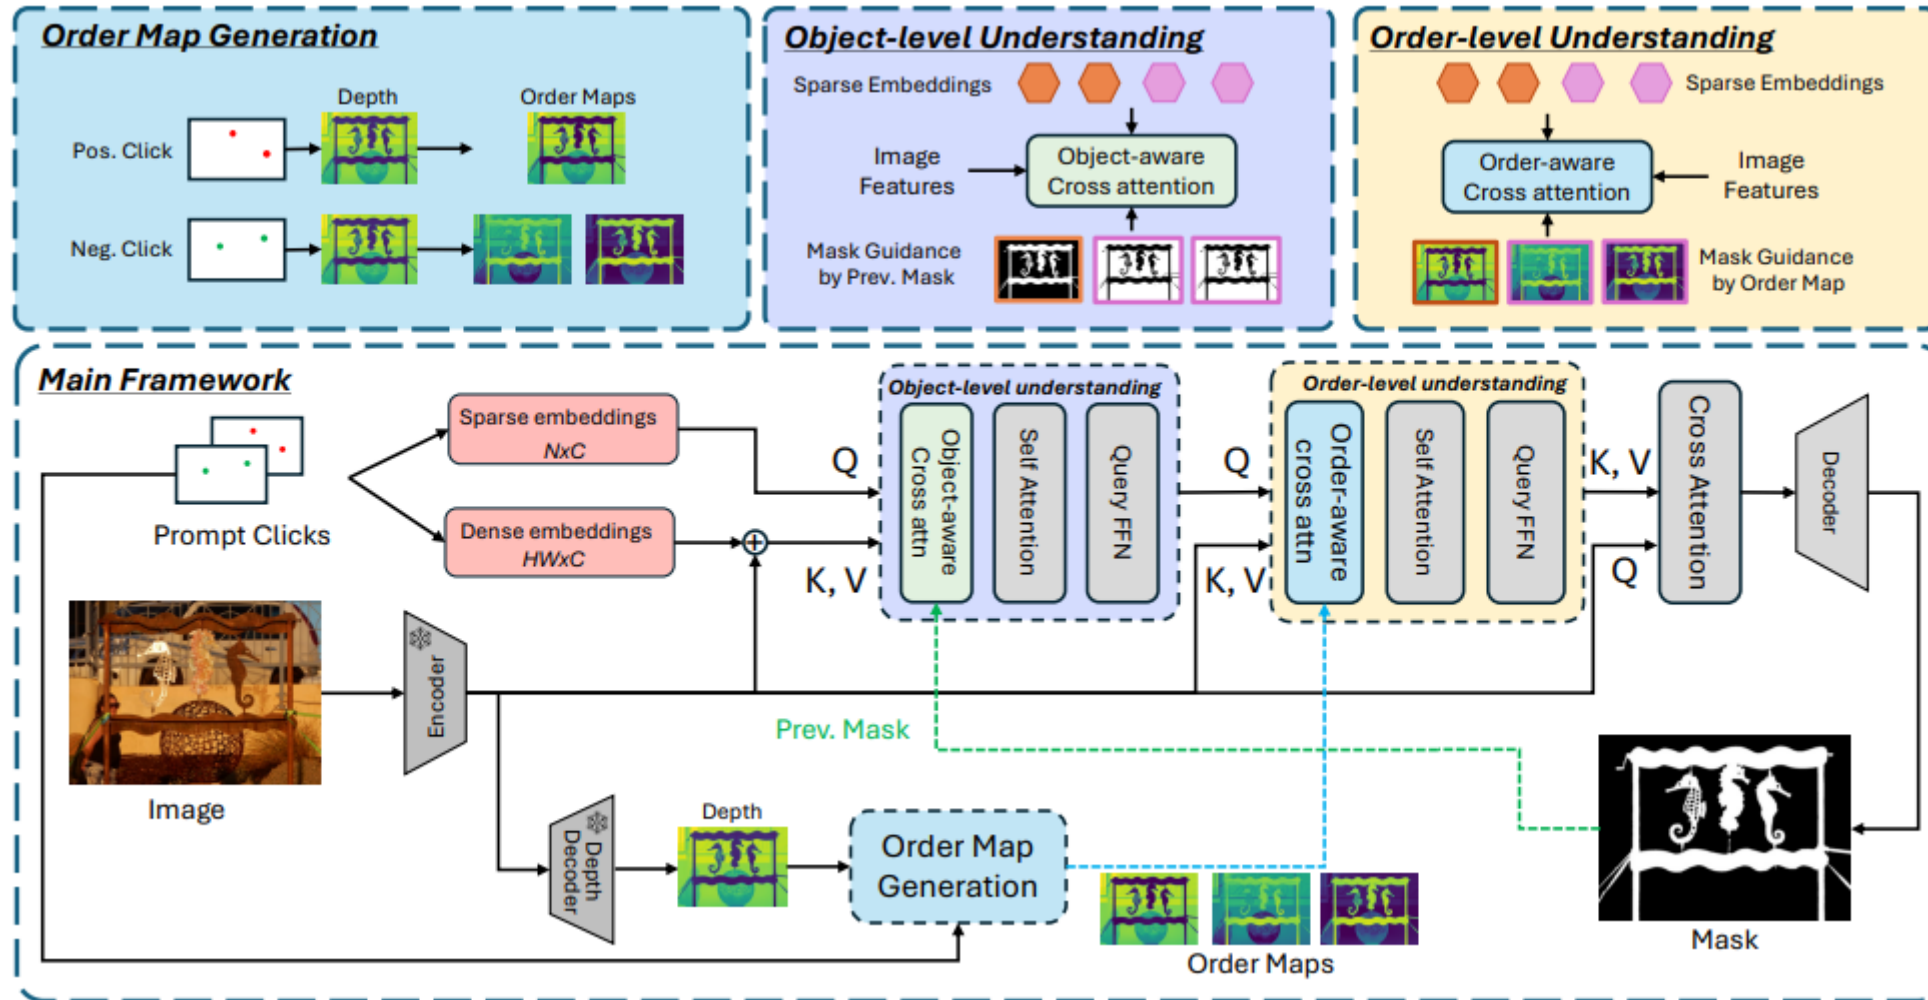 Order Map Generation
Depth
Order Maps
Pos. Click
Neg. Click
Object-level Understanding
Sparse Embeddings
Image
Features
Object-aware
Cross attention
Mask Guidance
by Prev. Mask
Order-level Understanding
Sparse Embeddings
Order-aware
Cross attention
Image
Features
Mask Guidance
by Order Map
Main Framework
Prompt Clicks
Sparse embeddings
NxC
Dense embeddings
HWxC
Q
K, V
Object-level understanding
Object-aware
Cross attn
Self Attention
Query FFN
Q
K, V
Order-level understanding
Order-aware
cross attn
Self Attention
Query FFN
K, V
Q
Cross Attention
Decoder
Image
Encoder
Prev. Mask
Depth
Decoder
Depth
Order Map
Generation
Order Maps
Mask